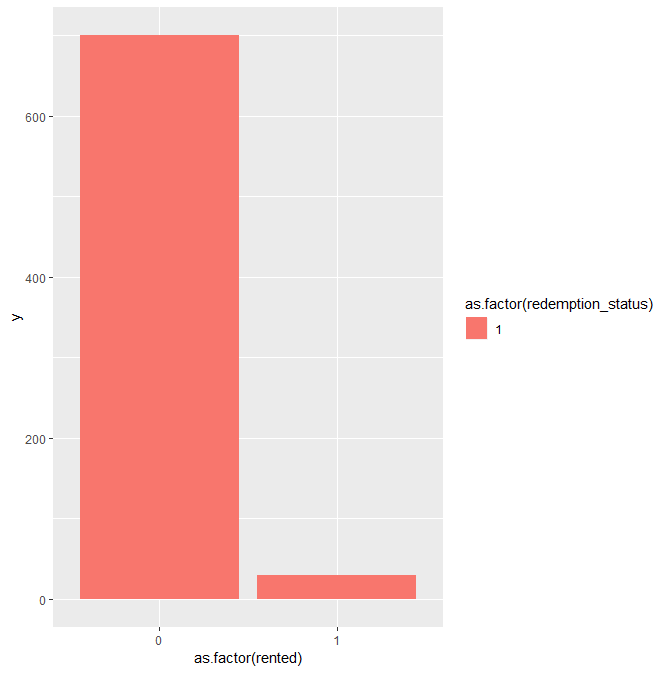 600
400
200
0
y
0 1
as.factor(rented)
as.factor(redemption_status)
1